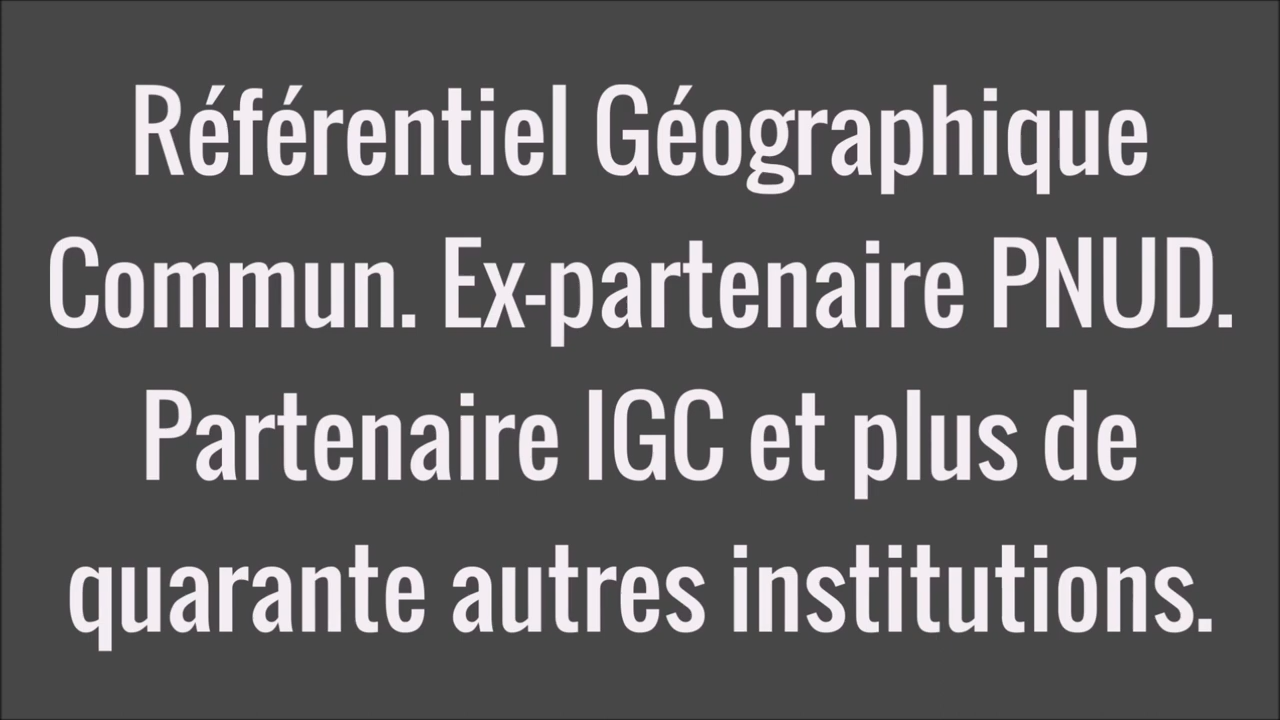 Référentiel Géographique
Commun. Ex-partenaire PNUD.
Partenaire IGC et plus de
quarante autres institutions.